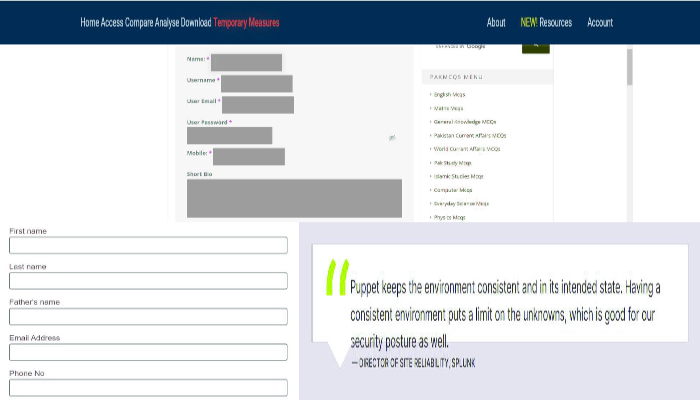 Home Access Compare Analyse Download Temporary Measures
About NEW! Resources Account
Name: *
Username *
User Email *
User Password *
Mobile: *
Short Bio
Google
PAKMCQS MENU
English Mcqs
Maths Mcqs
General Knowledge MCQs
Pakistan Current Affairs MCQs
World Current Affairs MCQs
Pak Study Mcqs
Islamic Studies Mcqs
Computer Mcqs
Everyday Science Mcqs
Physics Mcqs
First name
Last name
Father's name
Email Address
Phone No
“
Puppet keeps the environment consistent and in its intended state. Having a
consistent environment puts a limit on the unknowns, which is good for our
security posture as well.
— DIRECTOR OF SITE RELIABILITY, SPLUNK